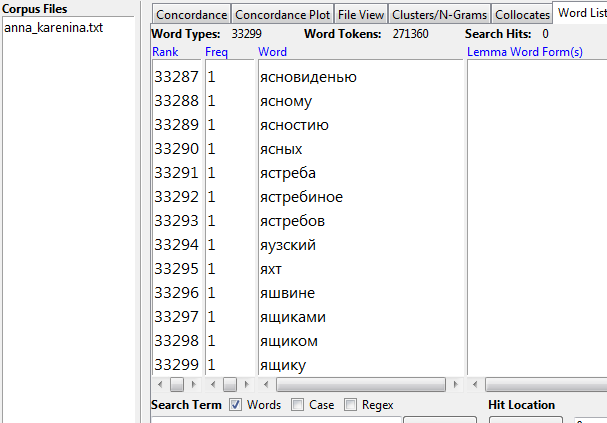 Corpus Files
anna_karenina.txt
Concordance Concordance Plot File View Clusters/N-Grams Collocates Word List
Word Types: 33299 Word Tokens: 271360 Search Hits: 0
Rank Freq Word Lemma Word Form(s)
33287 1 ясновиденью
33288 1 ясному
33289 1 ясностию
33290 1 ясных
33291 1 ястреба
33292 1 ястребиное
33293 1 ястребов
33294 1 яузский
33295 1 яхт
33296 1 яшвине
33297 1 ящиками
33298 1 ящиком
33299 1 ящику
Search Term Words Case Regex Hit Location